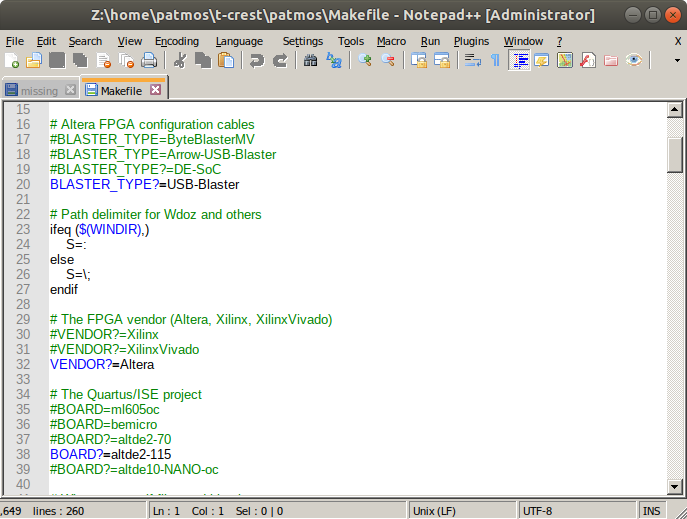 Z:\home\patmos\t-crest\patmos\Makefile - Notepad++ [Administrator]
File Edit Search View Encoding Language Settings Tools Macro Run Plugins Window ? X
missing Makefile
15
16 # Altera FPGA configuration cables
17 #BLASTER_TYPE=ByteBlasterMV
18 #BLASTER_TYPE=Arrow-USB-Blaster
19 #BLASTER_TYPE?=DE-SoC
20 BLASTER_TYPE?=USB-Blaster
21
22 # Path delimiter for Wdoz and others
23 ifeq ($(WINDIR),)
24 S=:
25 else
26 S=\;
27 endif
28
29 # The FPGA vendor (Altera, Xilinx, XilinxVivado)
30 #VENDOR?=Xilinx
31 #VENDOR?=XilinxVivado
32 VENDOR?=Altera
33
34 # The Quartus/ISE project
35 #BOARD=ml605oc
36 #BOARD=bemicro
37 #BOARD?=altde2-70
38 BOARD?=altde2-115
39 #BOARD?=altde10-NANO-oc
40
,649 lines : 260 Ln : 1 Col : 1 Sel : 0 | 0 Unix (LF) UTF-8 INS